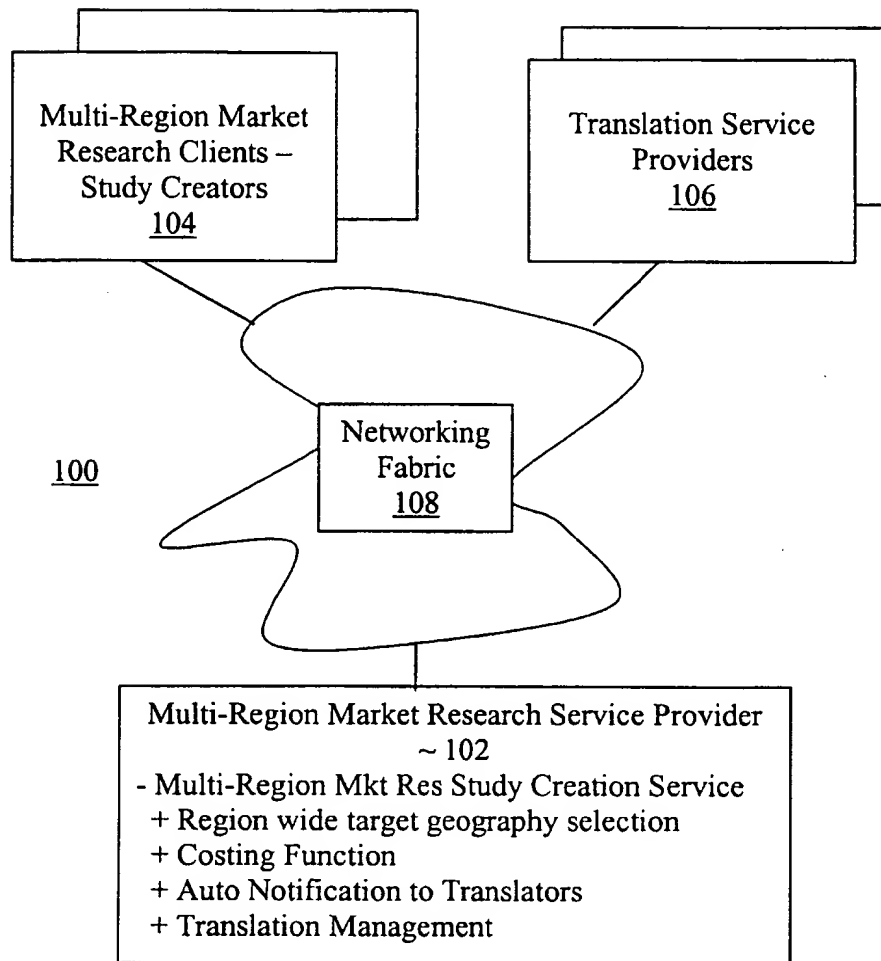 Multi-Region Market
Research Clients –
Study Creators
104
Translation Service
Providers
106
Networking
Fabric
108
100
Multi-Region Market Research Service Provider
~ 102
- Multi-Region Mkt Res Study Creation Service
+ Region wide target geography selection
+ Costing Function
+ Auto Notification to Translators
+ Translation Management